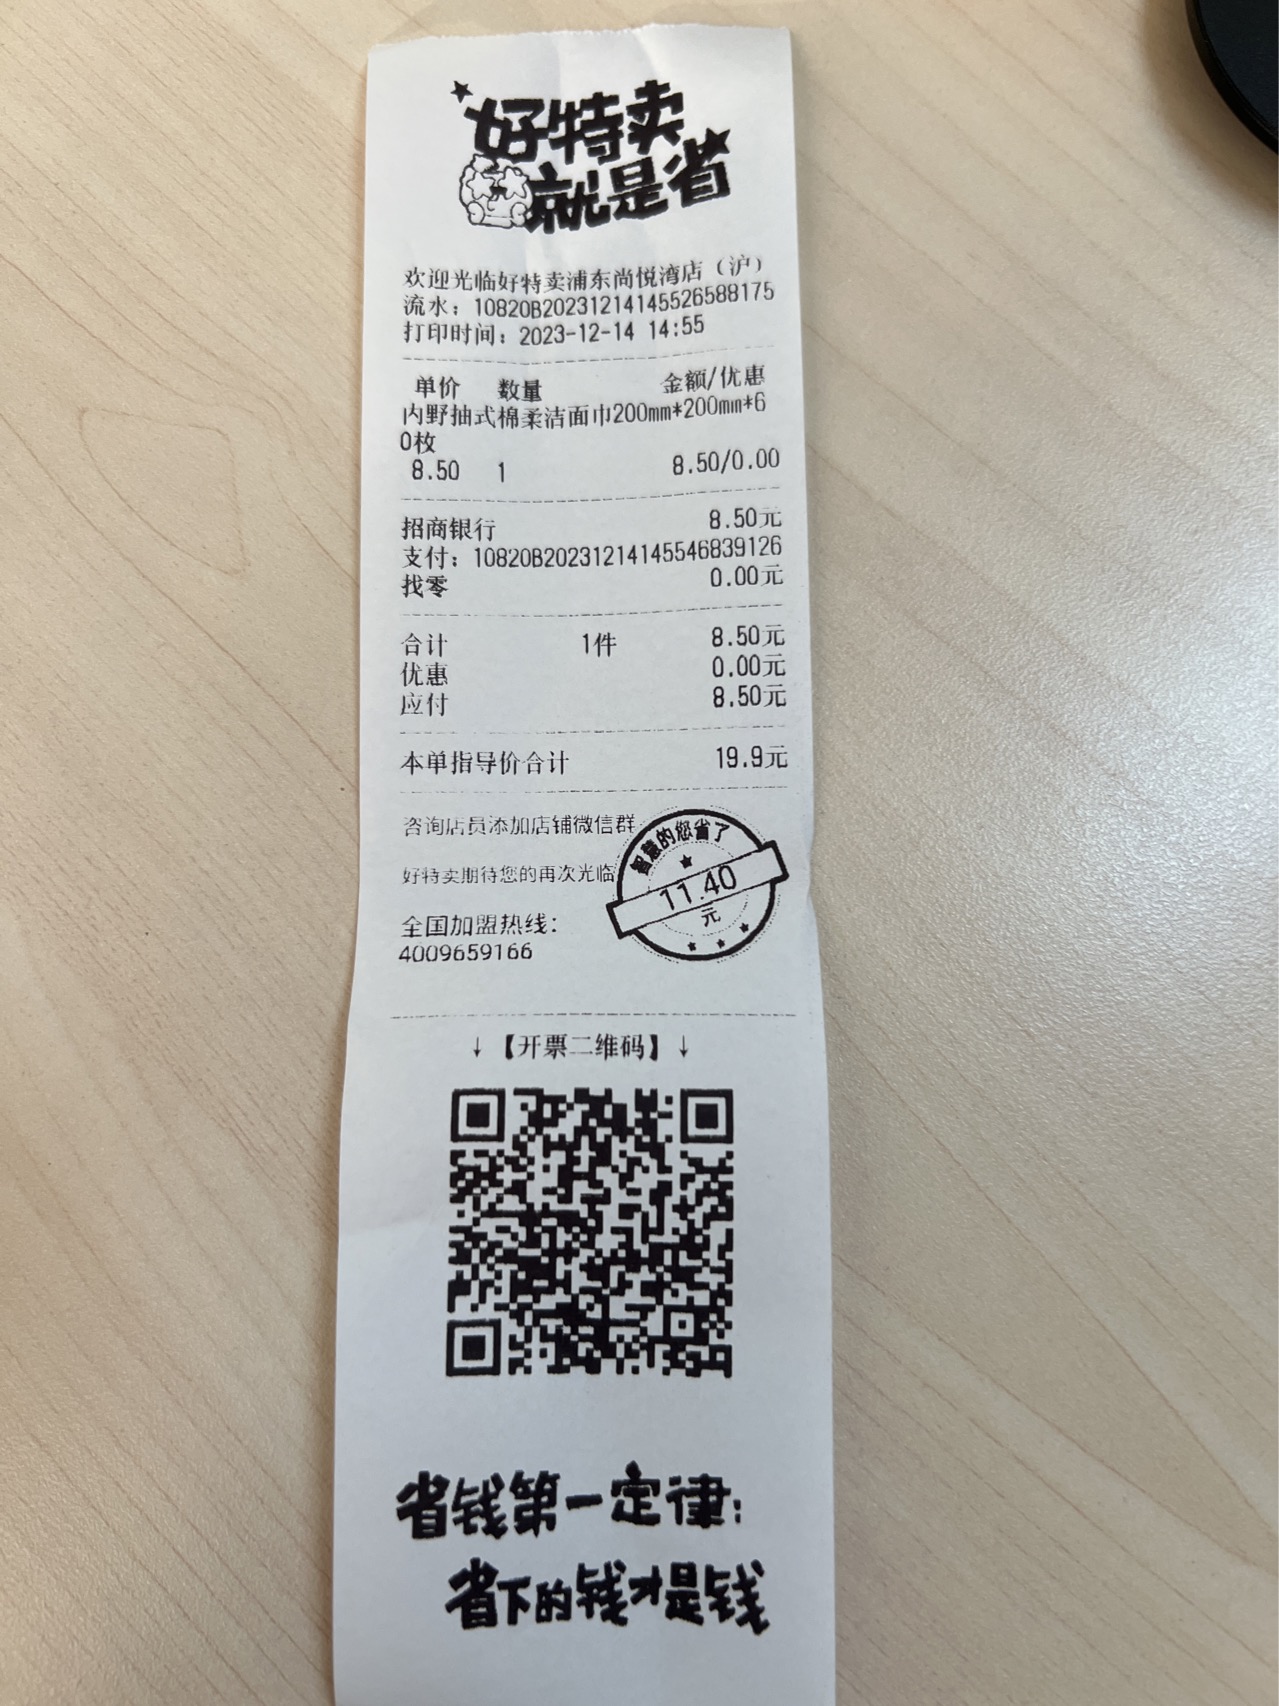 好特卖
就是省
欢迎光临好特卖浦东尚悦湾店（沪）
流水：10820B20231214145526588175
打印时间：2023-12-14 14:55
单价 数量 金额/优惠
内野抽式棉柔洁面巾200mm*200mm*6
0枚
8.50 1 8.50/0.00
招商银行 8.50元
支付：10820B20231214145546839126
找零 0.00元
合计 1件 8.50元
优惠 0.00元
应付 8.50元
本单指导价合计 19.9元
咨询店员添加店铺微信群
好特卖期待您的再次光临
智慧的您省了
11.40
元
全国加盟热线：
4009659166
↓【开票二维码】↓
省钱第一定律：
省下的钱才是钱